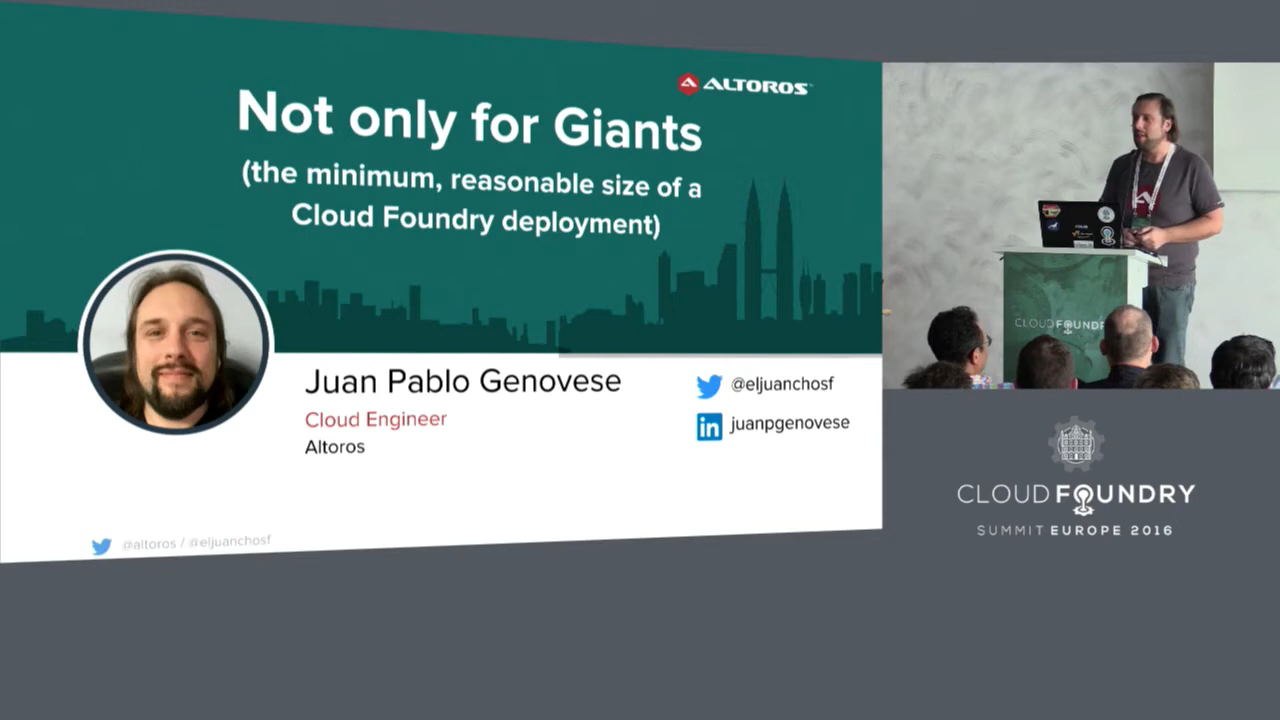 ALTOROS
Not only for Giants
(the minimum, reasonable size of a
Cloud Foundry deployment)
Juan Pablo Genovese
Cloud Engineer
Altoros
@eljuanchosf
juanpgenovese
@altoros / @eljuanchosf
CLOUD FOUNDR
CLOUD FOUNDRY
SUMMIT EUROPE 2016